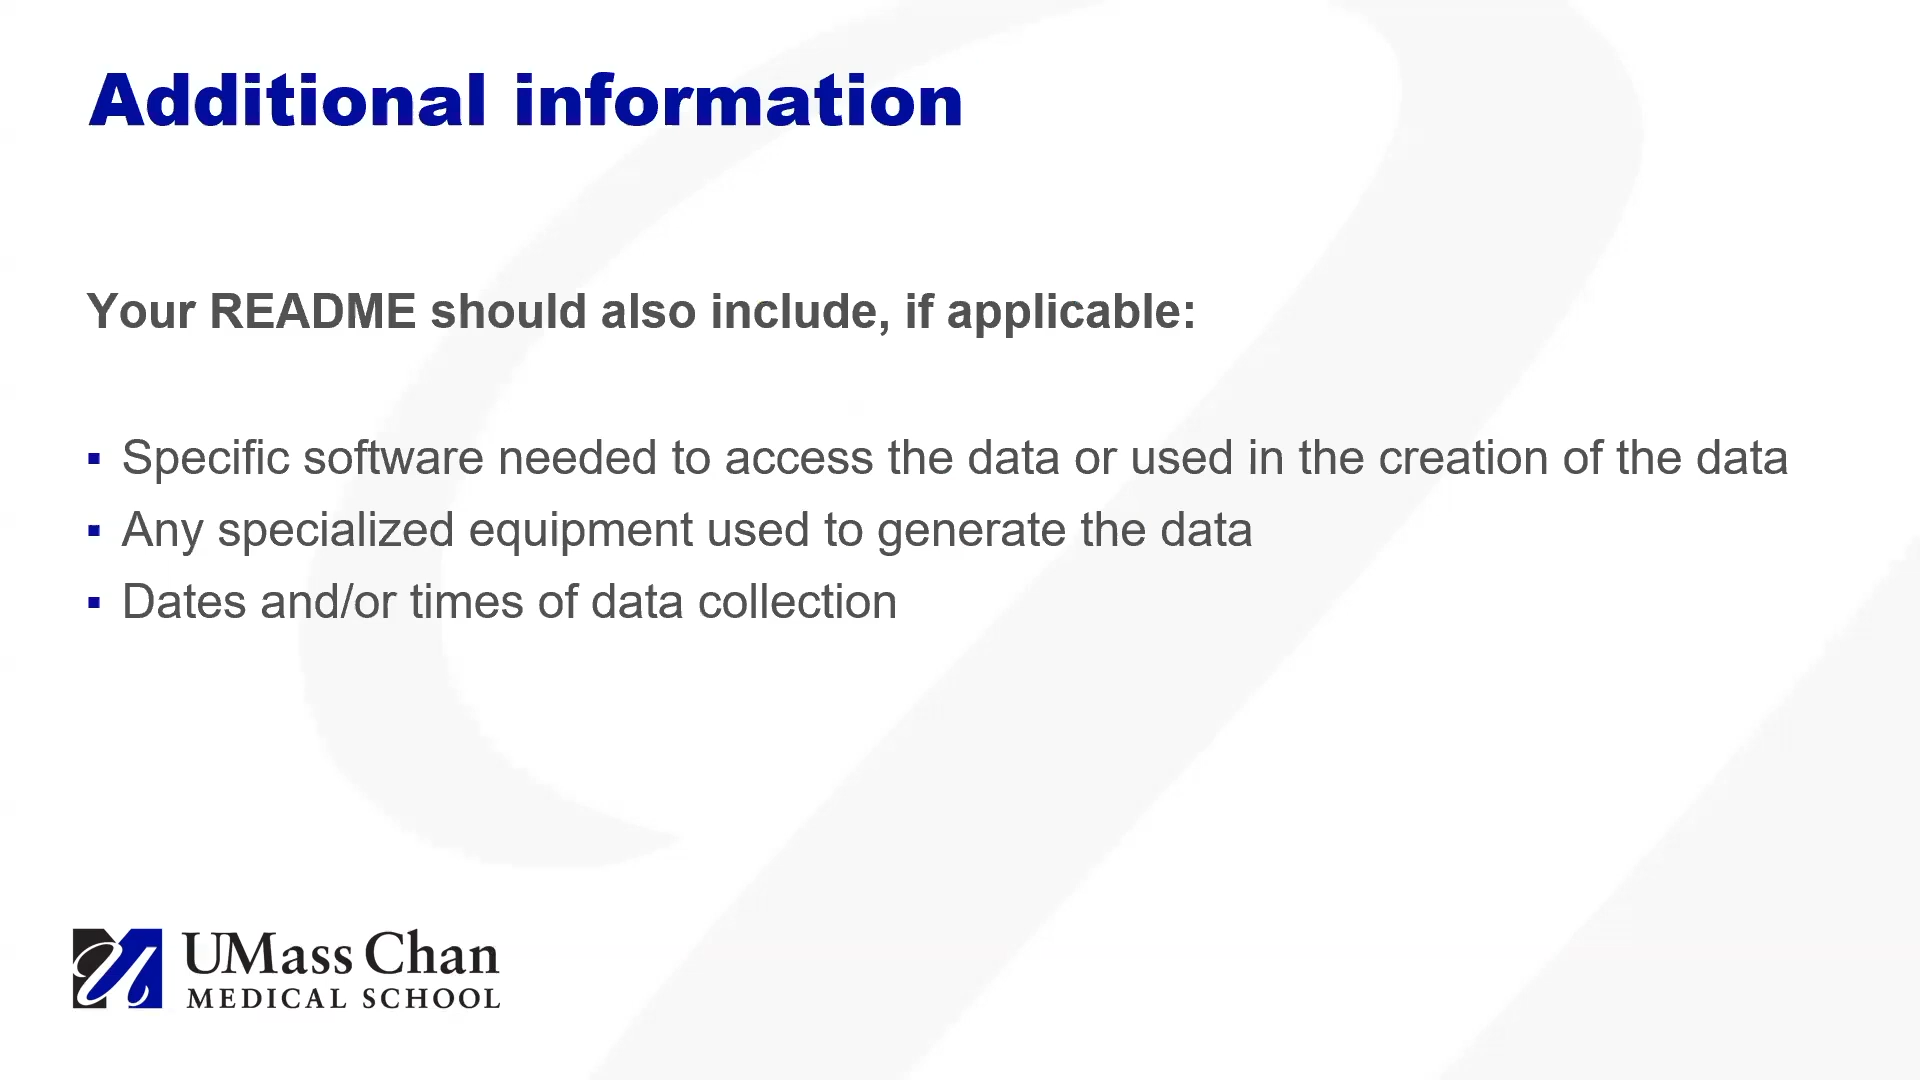 Additional information
Your README should also include, if applicable:
▪ Specific software needed to access the data or used in the creation of the data
▪ Any specialized equipment used to generate the data
▪ Dates and/or times of data collection
UMass Chan
MEDICAL SCHOOL